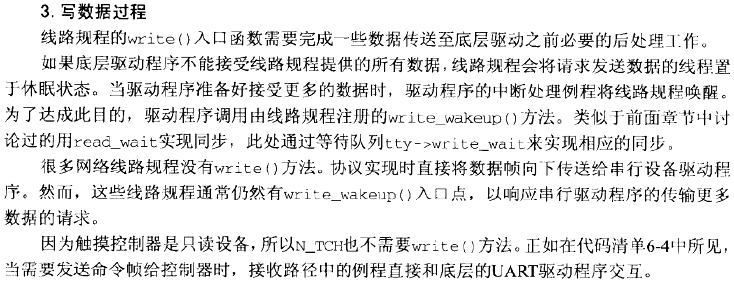 3. 写数据过程
线路规程的write()入口函数需要完成一些数据传送至底层驱动之前必要的后处理工作。
如果底层驱动程序不能接受线路规程提供的所有数据,线路规程会将请求发送数据的线程置
于休眠状态。当驱动程序准备好接受更多的数据时，驱动程序的中断处理例程将线路规程唤醒。
为了达成此目的，驱动程序调用由线路规程注册的write_wakeup()方法。类似于前面章节中讨
论过的用read_wait实现同步，此处通过等待队列tty->write_wait来实现相应的同步。
很多网络线路规程没有write()方法。协议实现时直接将数据帧向下传送给串行设备驱动程
序。然而，这些线路规程通常仍然有write_wakeup()入口点，以响应串行驱动程序的传输更多
数据的请求。
因为触摸控制器是只读设备，所以N_TCH也不需要write()方法。正如在代码清单6-4中所见，
当需要发送命令帧给控制器时，接收路径中的例程直接和底层的UART驱动程序交互。